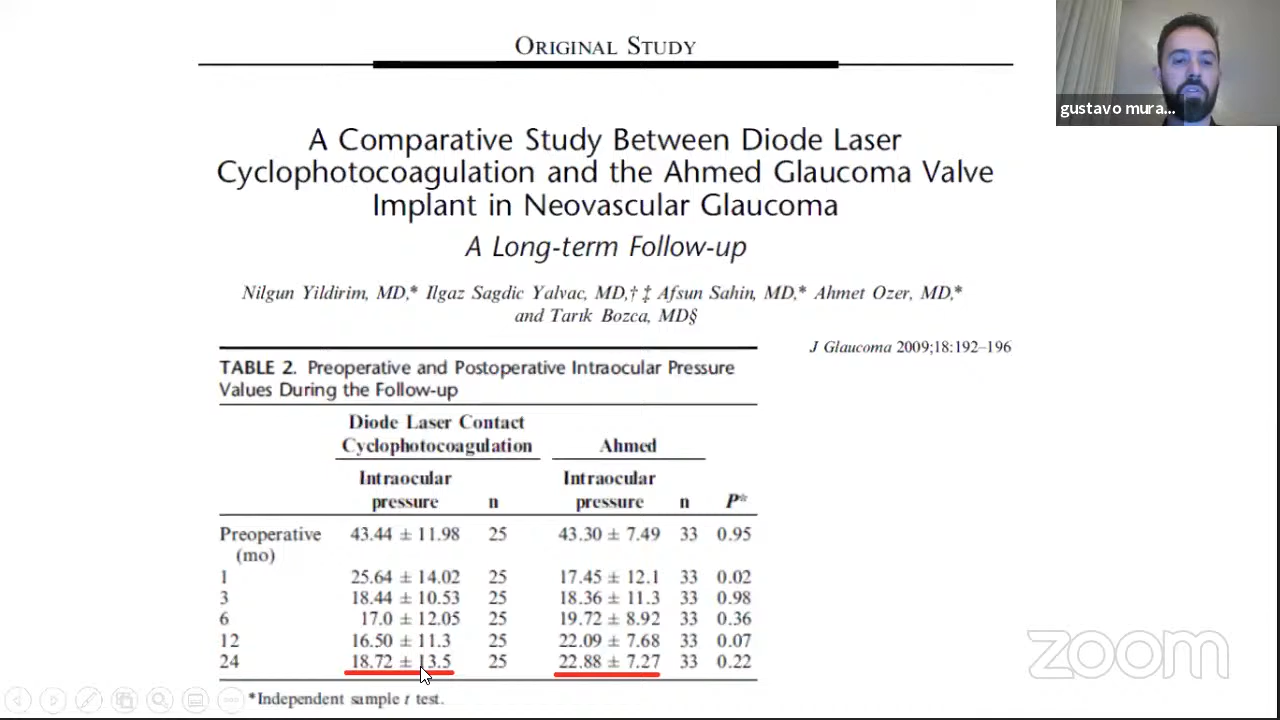 ORIGINAL STUDY
gustavo mura...
A Comparative Study Between Diode Laser
Cyclophotocoagulation and the Ahmed Glaucoma Valve
Implant in Neovascular Glaucoma
A Long-term Follow-up
Nilgun Yildirim, MD,* Ilgaz Sagdic Yalvac, MD,† ‡ Afsun Sahin, MD,* Ahmet Ozer, MD,*
and Tarık Bozca, MD§
J Glaucoma 2009;18:192–196
TABLE 2. Preoperative and Postoperative Intraocular Pressure
Values During the Follow-up
Diode Laser Contact
Cyclophotocoagulation Ahmed
Intraocular Intraocular
pressure n pressure n P*
Preoperative 43.44 ± 11.98 25 43.30 ± 7.49 33 0.95
(mo)
1 25.64 ± 14.02 25 17.45 ± 12.1 33 0.02
3 18.44 ± 10.53 25 18.36 ± 11.3 33 0.98
6 17.0 ± 12.05 25 19.72 ± 8.92 33 0.36
12 16.50 ± 11.3 25 22.09 ± 7.68 33 0.07
24 18.72 ± 13.5 25 22.88 ± 7.27 33 0.22
*Independent sample t test.
zoom